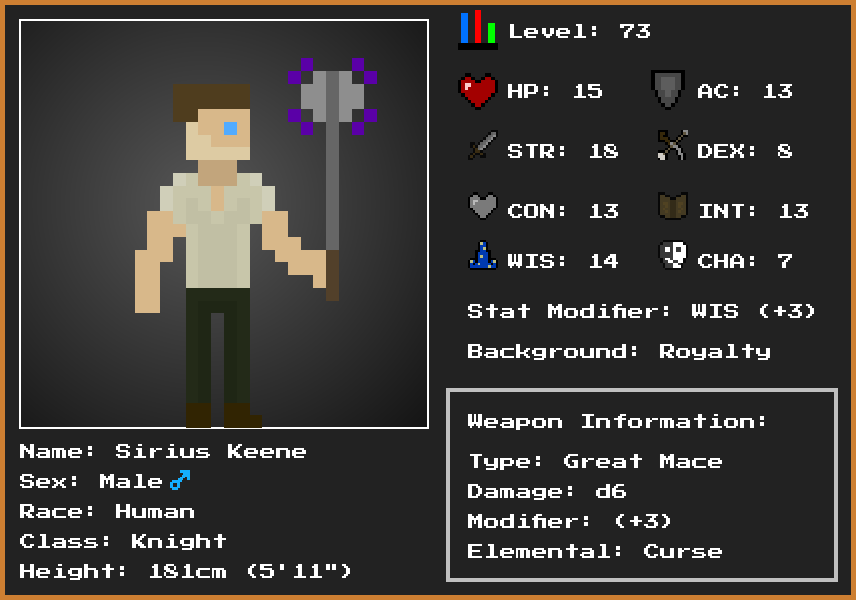 Level: 73
HP: 15
AC: 13
STR: 18
DEX: 8
CON: 13
INT: 13
WIS: 14
CHA: 7
Stat Modifier: WIS (+3)
Background: Royalty
Weapon Information:
Type: Great Mace
Damage: d6
Modifier: (+3)
Elemental: Curse
Name: Sirius Keene
Sex: Male ♂
Race: Human
Class: Knight
Height: 181cm (5'11")